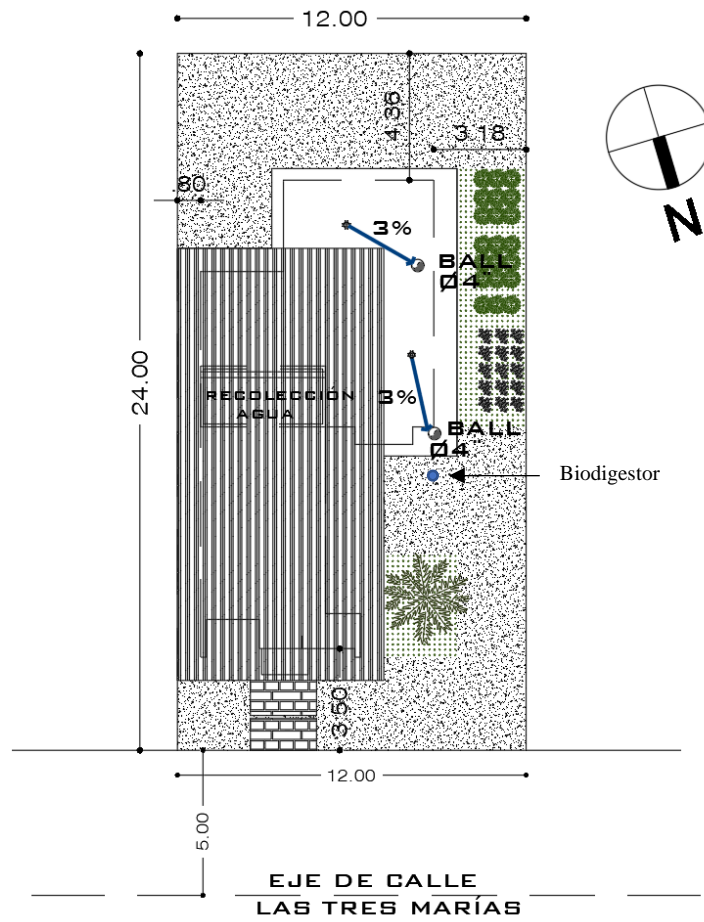 12.00
4.36
3.18
.80
N
3%
BALL
Ø4"
24.00
RECOLECCIÓN
AGUA
3%
BALL
Ø4"
Biodigestor
3.50
12.00
5.00
EJE DE CALLE
LAS TRES MARÍAS